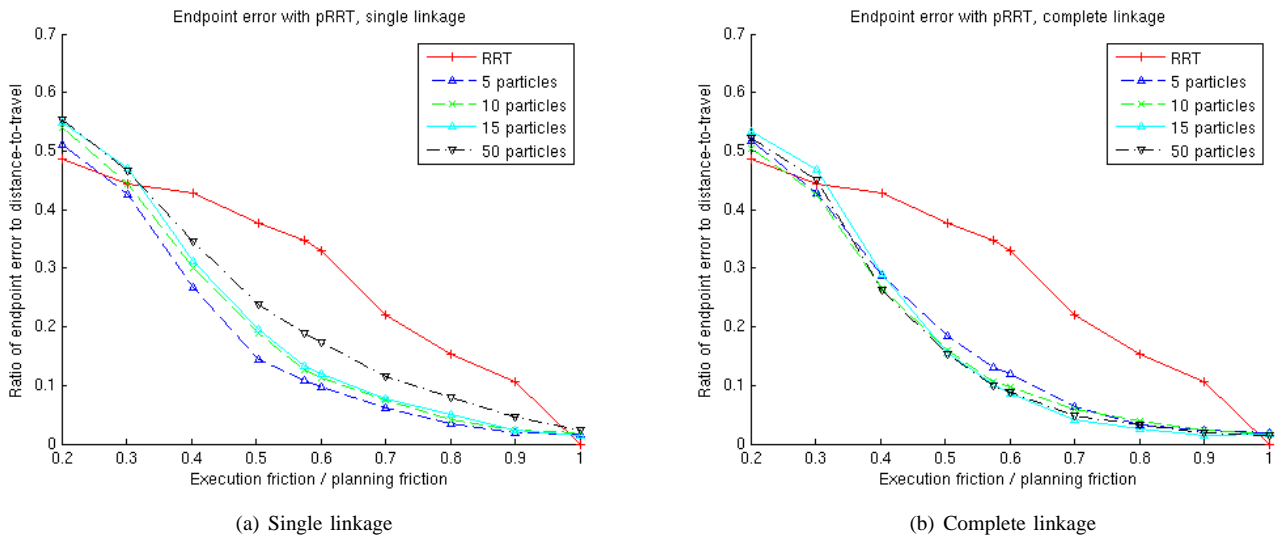 Endpoint error with pRRT, single linkage
0.7
0.6
0.5
0.4
0.3
0.2
0.1
0
Ratio of endpoint error to distance-to-travel
RRT
5 particles
10 particles
15 particles
50 particles
0.2 0.3 0.4 0.5 0.6 0.7 0.8 0.9 1
Execution friction / planning friction
(a) Single linkage
Endpoint error with pRRT, complete linkage
0.7
0.6
0.5
0.4
0.3
0.2
0.1
0
Ratio of endpoint error to distance-to-travel
RRT
5 particles
10 particles
15 particles
50 particles
0.2 0.3 0.4 0.5 0.6 0.7 0.8 0.9 1
Execution friction / planning friction
(b) Complete linkage